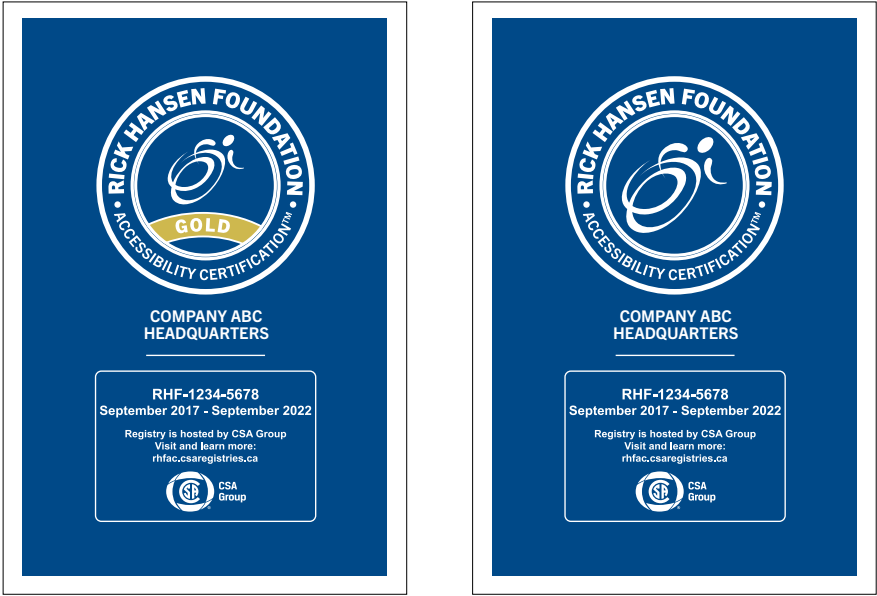 • RICK HANSEN FOUNDATION •
GOLD
ACCESSIBILITY CERTIFICATION™
COMPANY ABC
HEADQUARTERS
RHF-1234-5678
September 2017 - September 2022
Registry is hosted by CSA Group
Visit and learn more:
rhfac.csaregistries.ca
CSA
CSA
Group
®
• RICK HANSEN FOUNDATION •
ACCESSIBILITY CERTIFICATION™
COMPANY ABC
HEADQUARTERS
RHF-1234-5678
September 2017 - September 2022
Registry is hosted by CSA Group
Visit and learn more:
rhfac.csaregistries.ca
CSA
CSA
Group
®